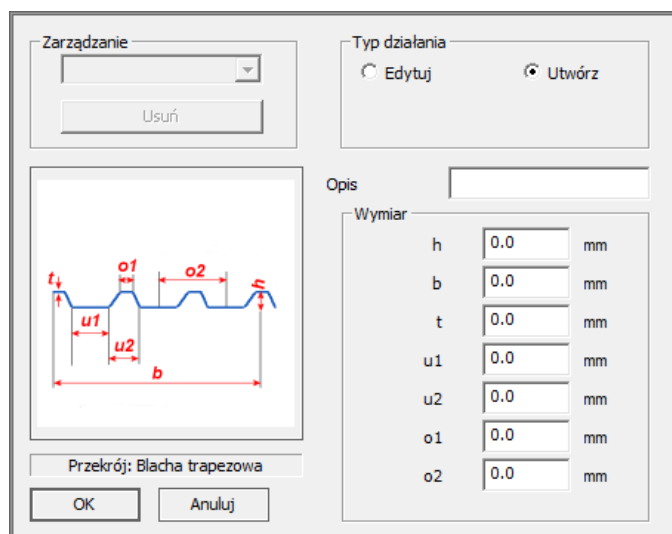 Zarządzanie
Usuń
Typ działania
Edytuj
Utwórz
Opis
t
o1
o2
h
u1
u2
b
Przekrój: Blacha trapezowa
OK
Anuluj
Wymiar
h 0.0 mm
b 0.0 mm
t 0.0 mm
u1 0.0 mm
u2 0.0 mm
o1 0.0 mm
o2 0.0 mm